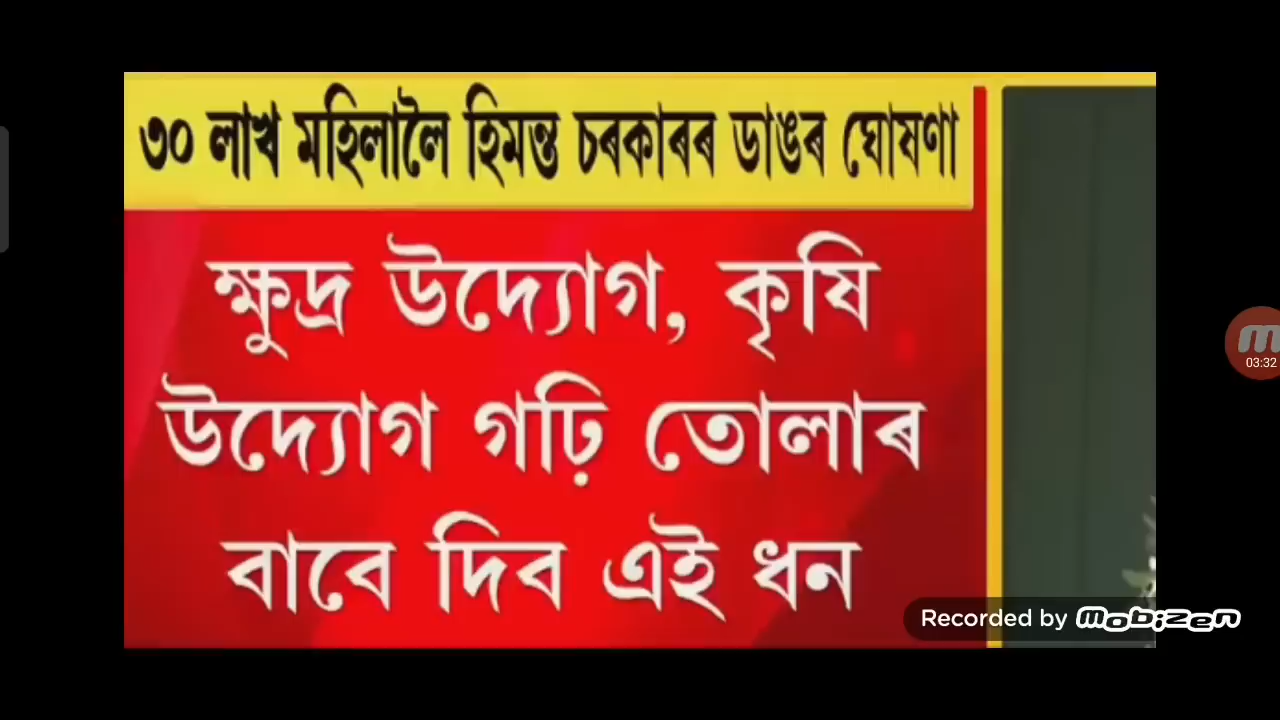 ৩০ লাখ মহিলালৈ হিমন্ত চৰকাৰৰ ডাঙৰ ঘোষণা
ক্ষুদ্ৰ উদ্যোগ, কৃষি
উদ্যোগ গঢ়ি তোলাৰ
বাবে দিব এই ধন
03:32
Recorded by mobizen